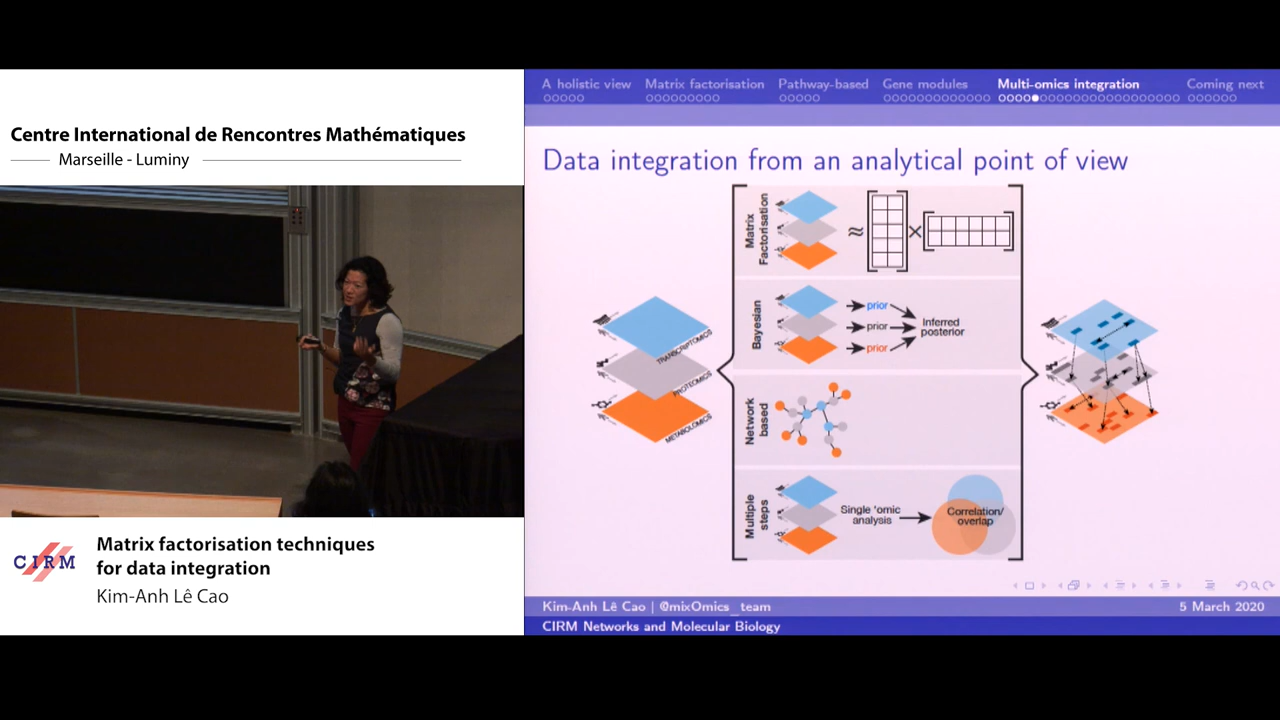 Centre International de Rencontres Mathématiques
Marseille - Luminy
CIRM
Matrix factorisation techniques
for data integration
Kim-Anh Lê Cao
A holistic view
Matrix factorisation
Pathway-based
Gene modules
Multi-omics integration
Coming next
Data integration from an analytical point of view
TRANSCRIPTOMICS
PROTEOMICS
METABOLOMICS
Matrix
Factorisation
≈
×
Bayesian
prior
prior
prior
Inferred
posterior
Network
based
Multiple
steps
Single 'omic
analysis
Correlation/
overlap
Kim-Anh Lê Cao | @mixOmics_team
5 March 2020
CIRM Networks and Molecular Biology